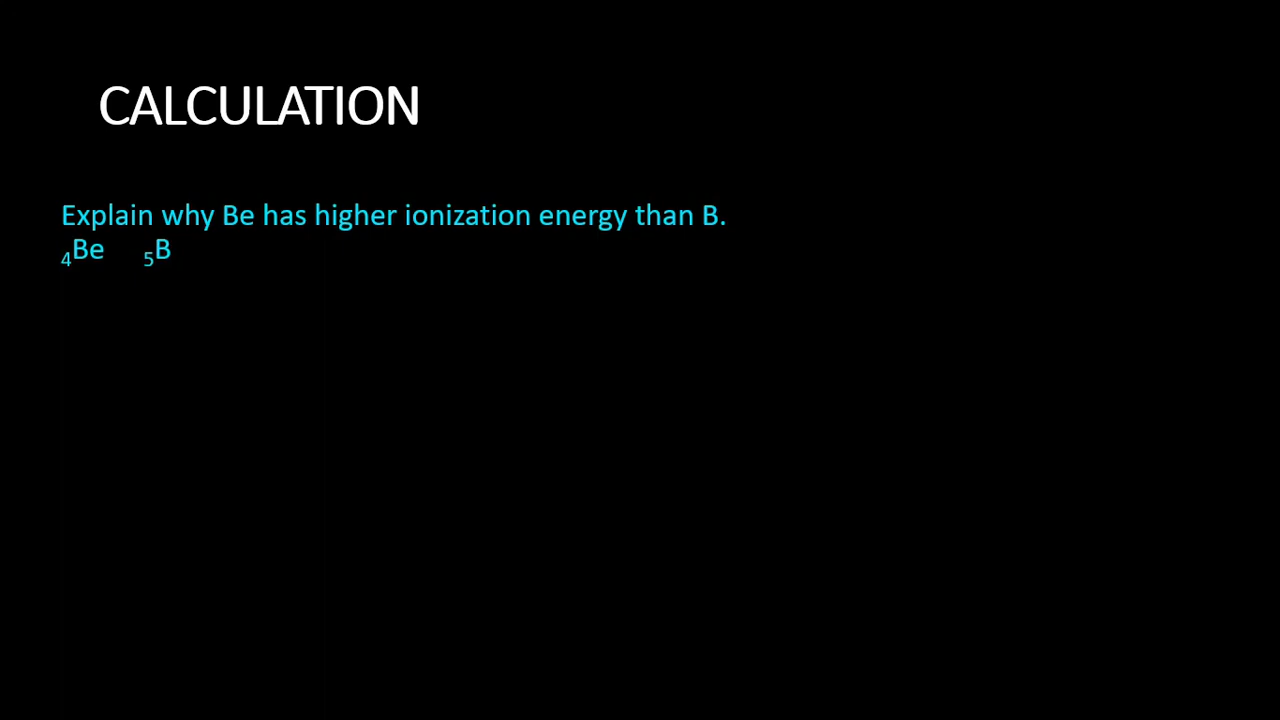 CALCULATION
Explain why Be has higher ionization energy than B.
₄Be ₅B